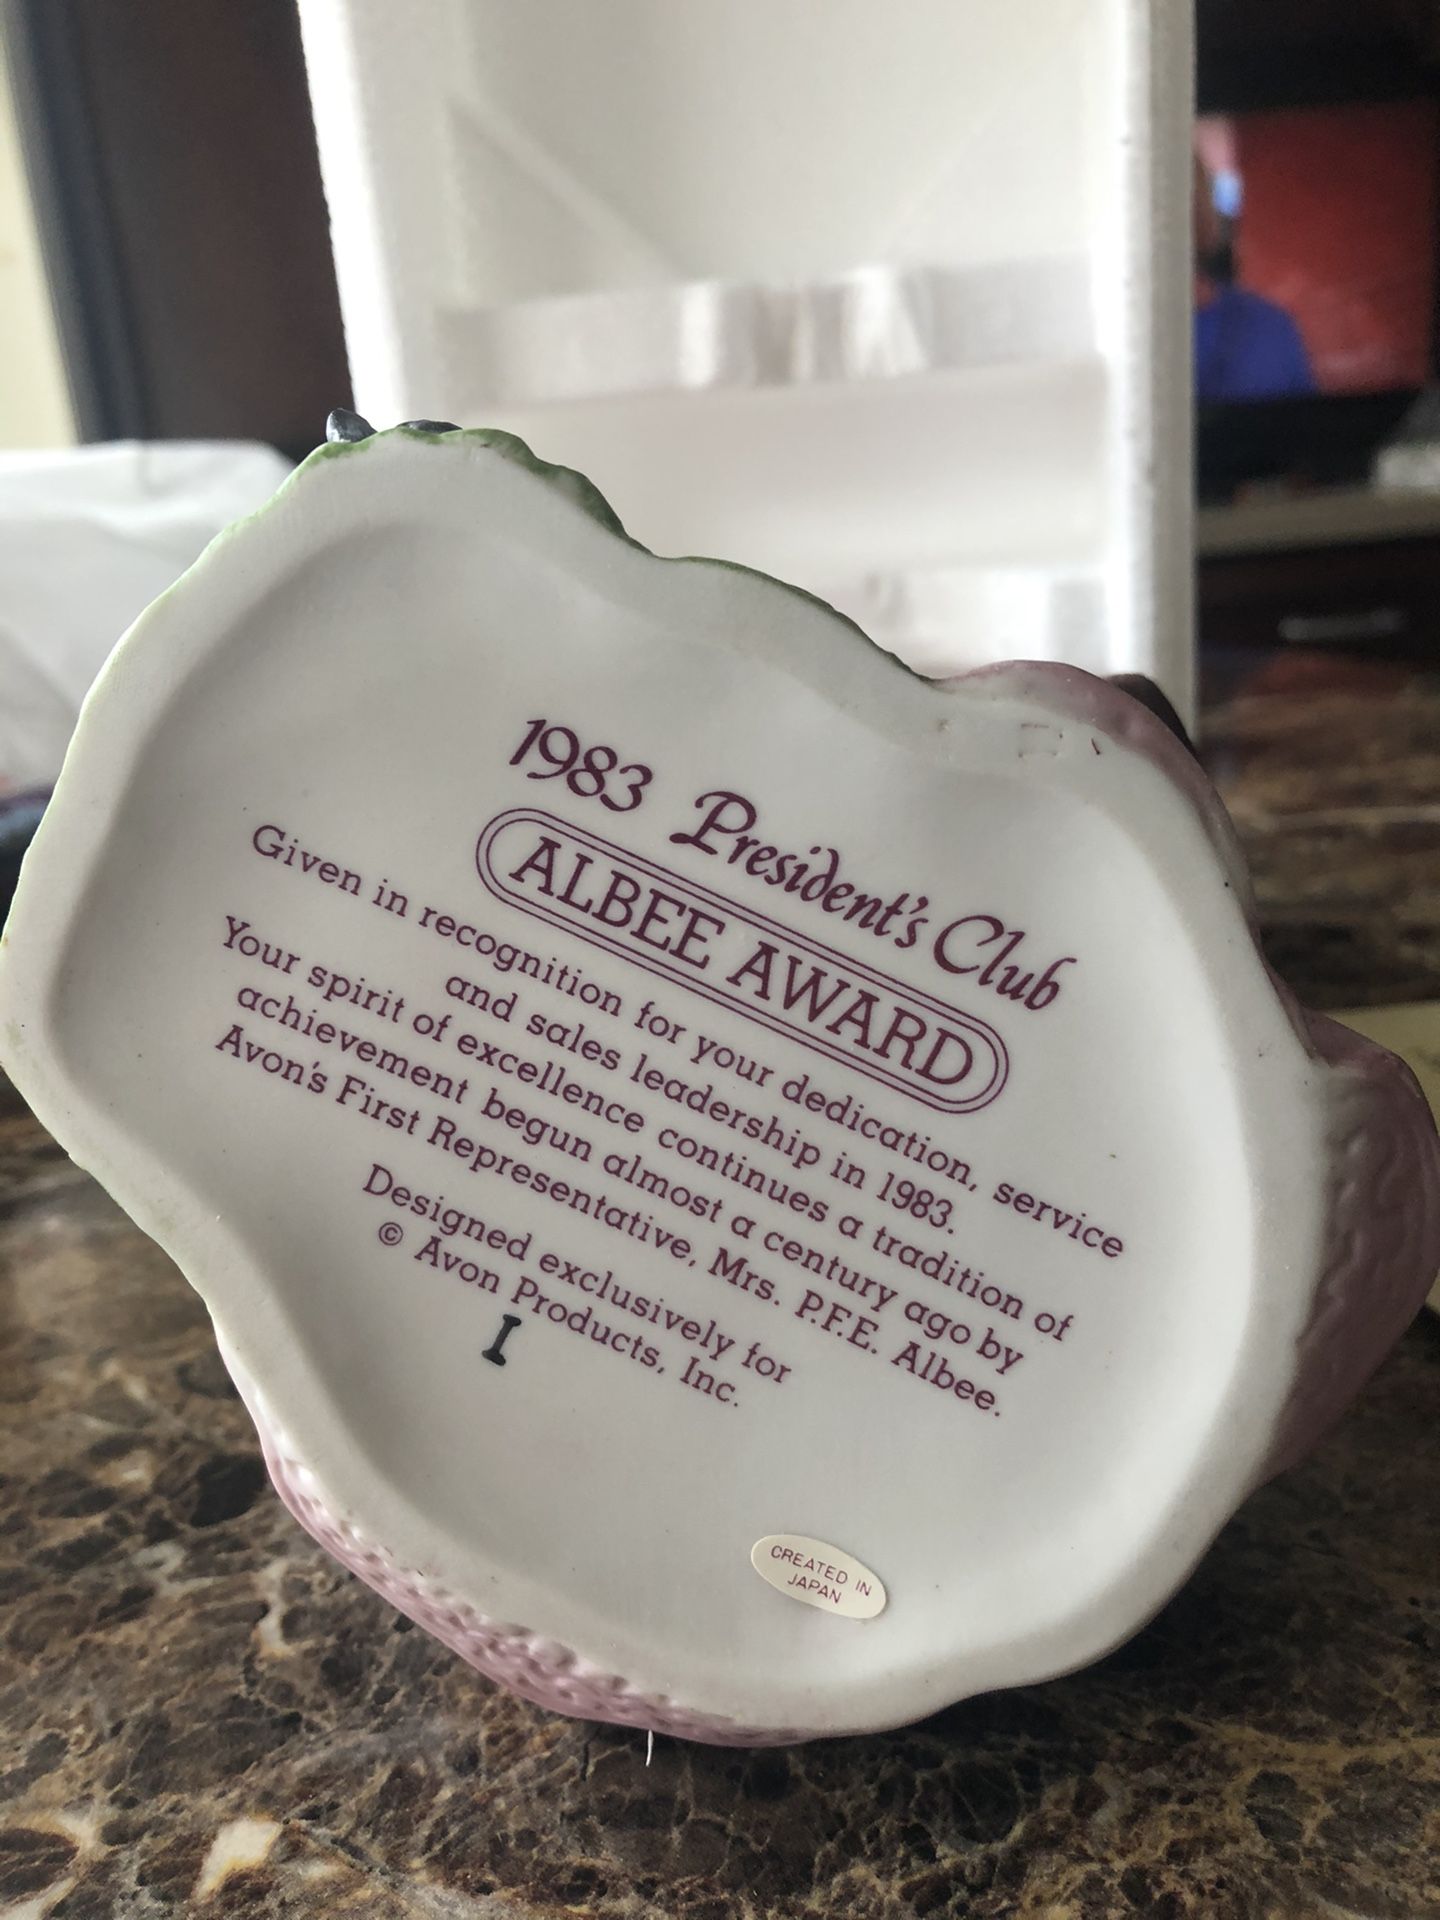 1983 President's Club
ALBEE AWARD
Given in recognition for your dedication, service
and sales leadership in 1983.
Your spirit of excellence continues a tradition of
achievement begun almost a century ago by
Avon's First Representative, Mrs. P.F.E. Albee.
Designed exclusively for
© Avon Products, Inc.
I
CREATED IN
JAPAN